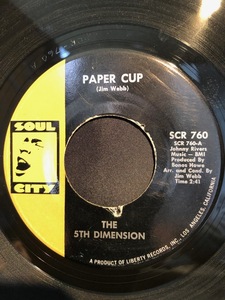 PAPER CUP
(Jim Webb)
SOUL
CITY
SCR 760
SCR 760-A
Johnny Rivers
Music - BMI
Produced By
Bones Howe
Arr. and Cond. By
Jim Webb
Time 2:41
THE
5TH DIMENSION
A PRODUCT OF LIBERTY RECORDS, INC., LOS ANGELES, CALIFORNIA